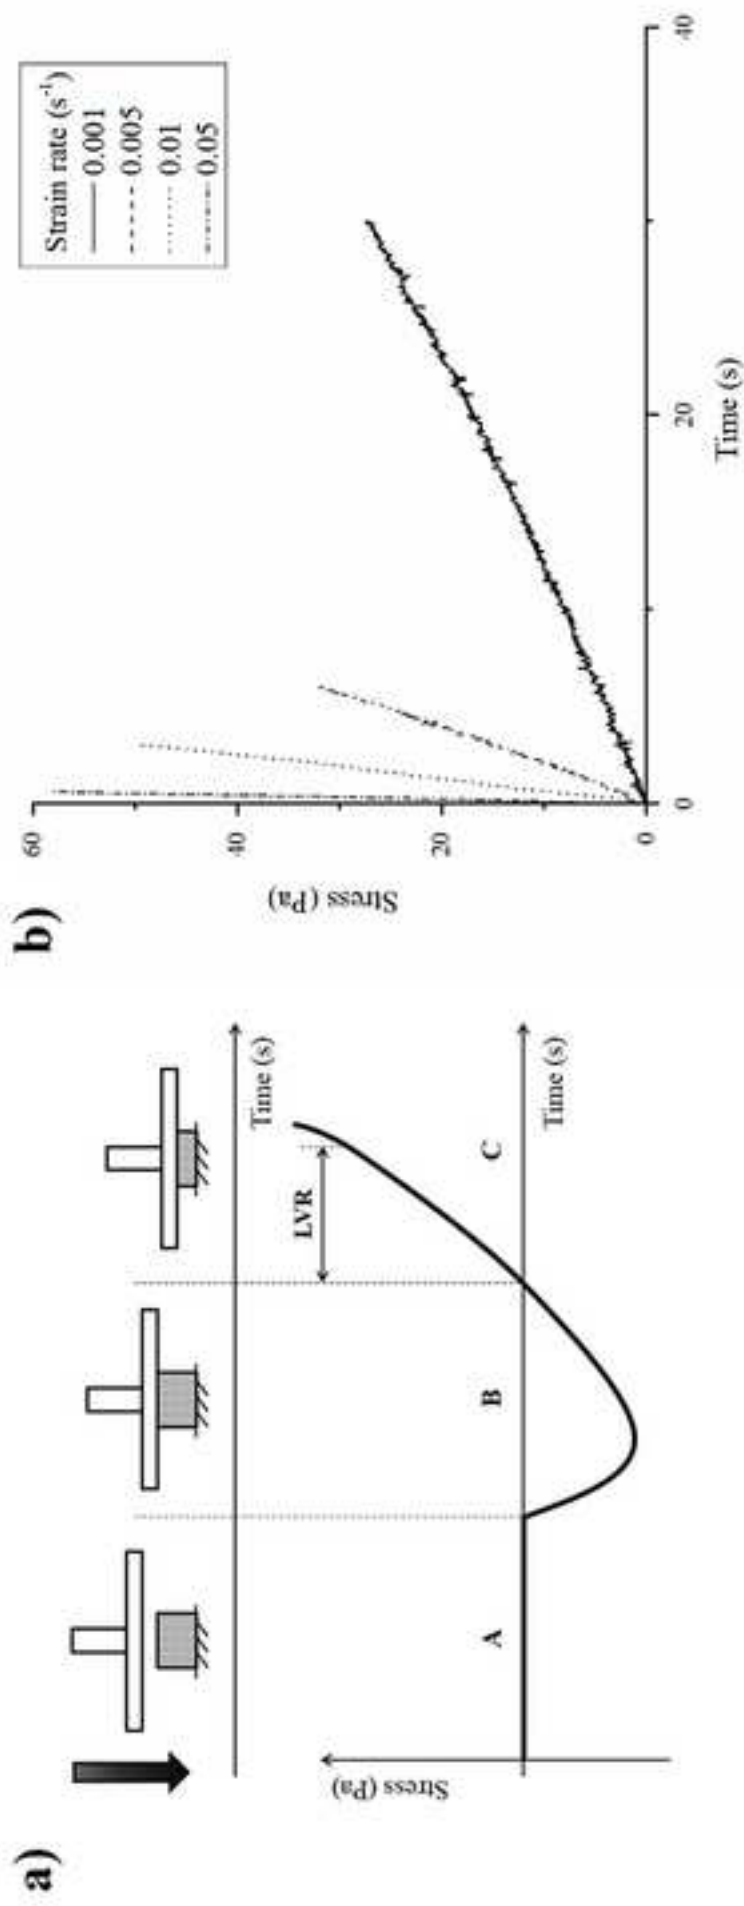 a)
Stress (Pa)
Time (s)
LVR
A
B
C
Time (s)
b)
Stress (Pa)
60
40
20
0
0
20
40
Time (s)
Strain rate (s⁻¹)
0.001
0.005
0.01
0.05